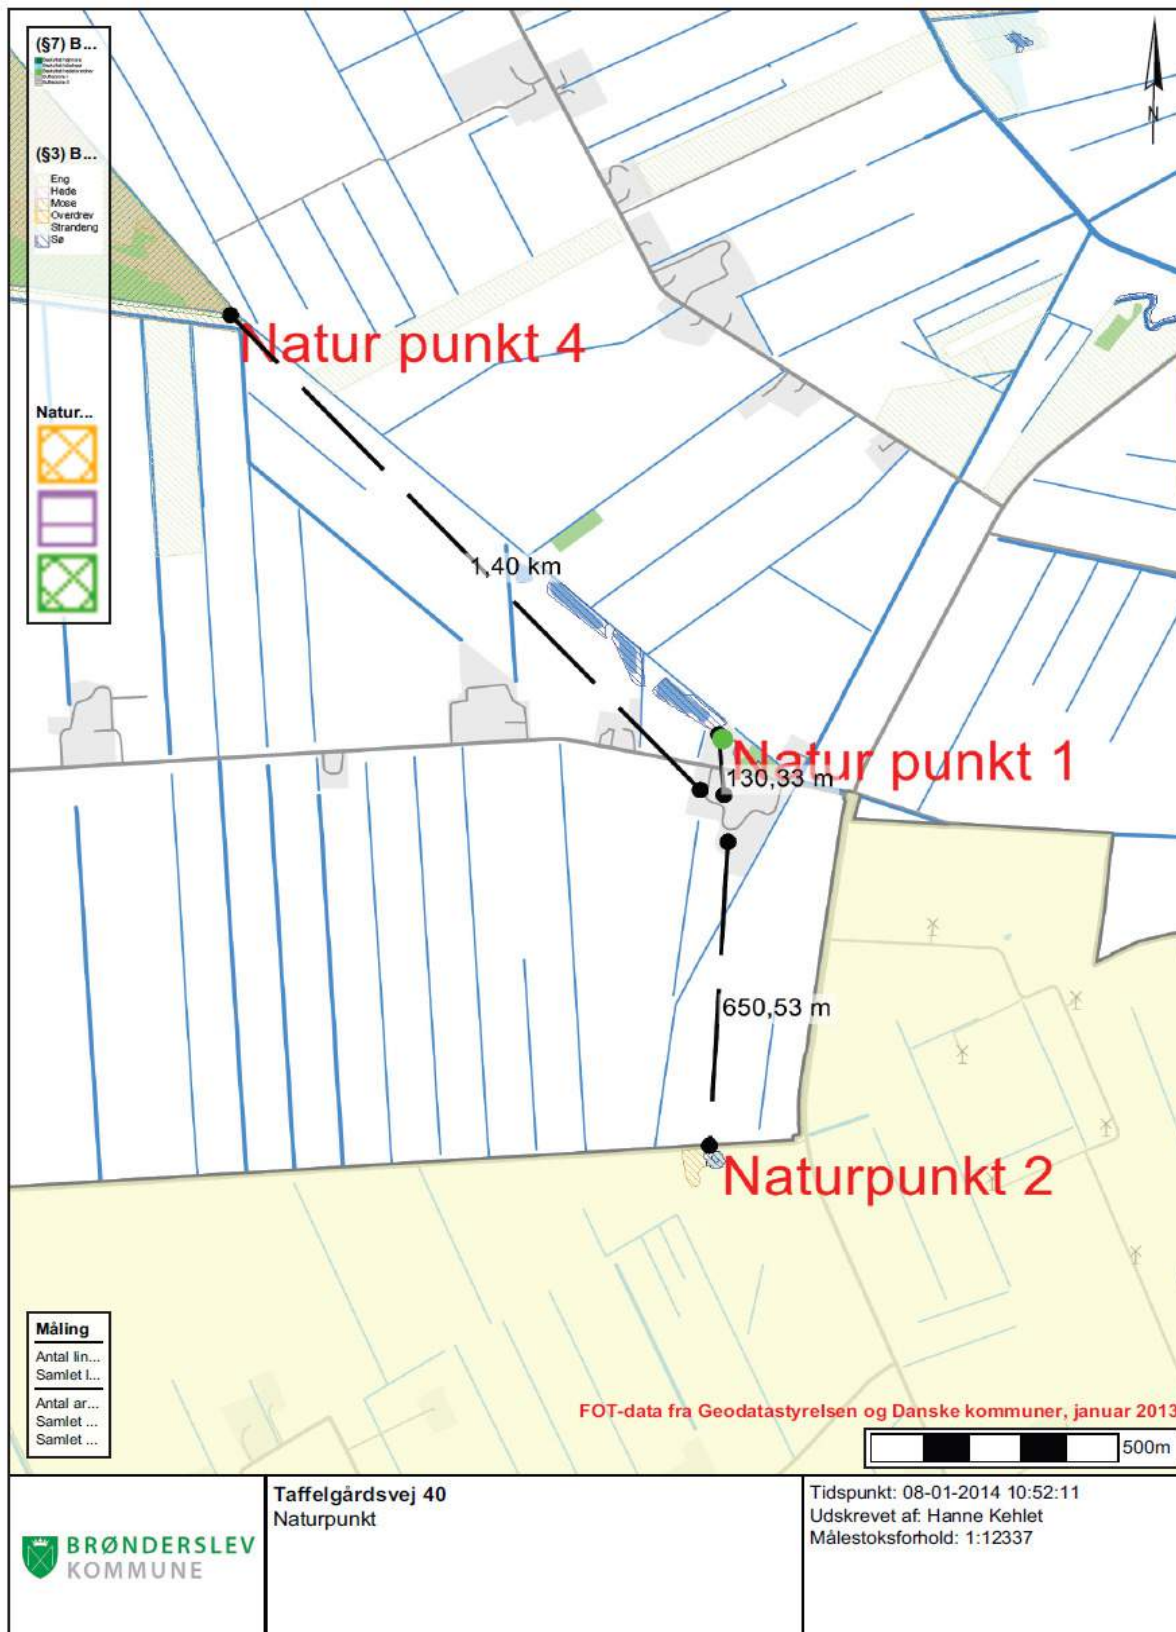 (§7) B...
(§3) B...
Eng
Hede
Mose
Overdrev
Strandeng
Sø
Natur...
N
Natur punkt 4
1,40 km
Natur punkt 1
130,33 m
650,53 m
Naturpunkt 2
Måling
Antal lin...
Samlet l...
Antal ar...
Samlet ...
Samlet ...
FOT-data fra Geodatastyrelsen og Danske kommuner, januar 2013
500m
BRØNDERSLEV
KOMMUNE
Taffelgårdsvej 40
Naturpunkt
Tidspunkt: 08-01-2014 10:52:11
Udskrevet af: Hanne Kehlet
Målestoksforhold: 1:12337